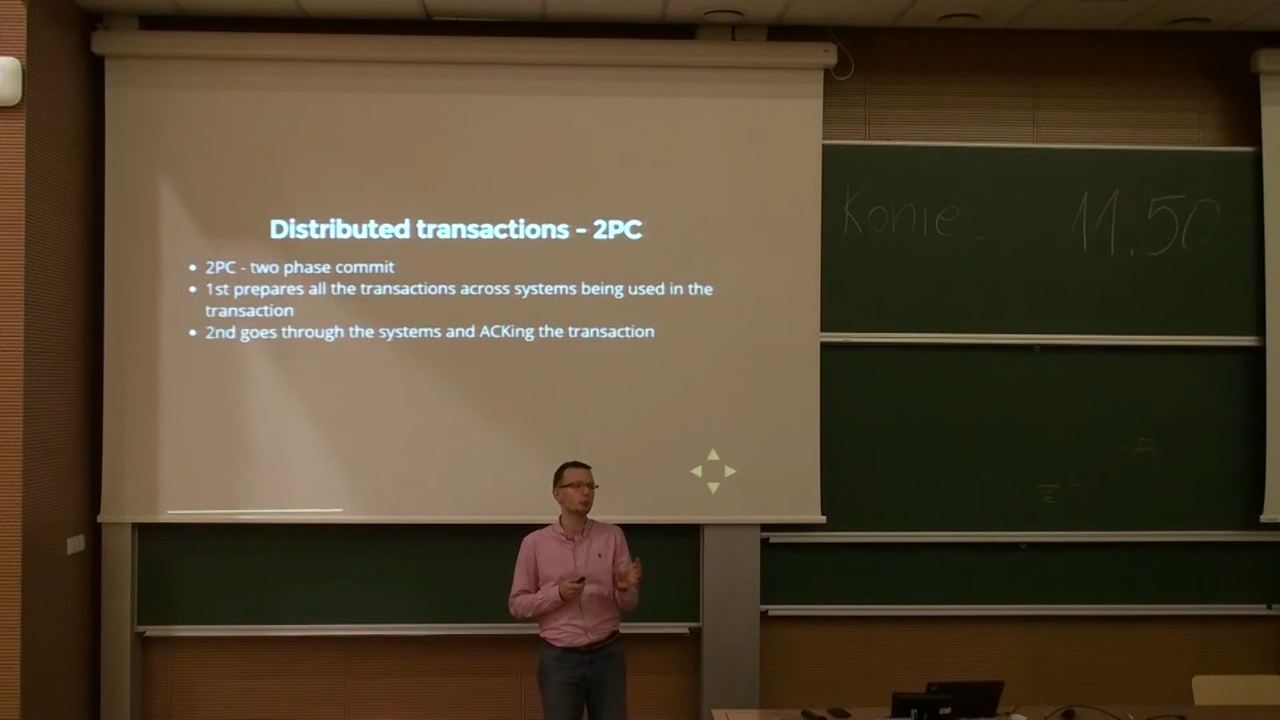 Distributed transactions - 2PC
2PC - two phase commit
1st prepares all the transactions across systems being used in the
transaction
2nd goes through the systems and ACKing the transaction
Konie 11.50